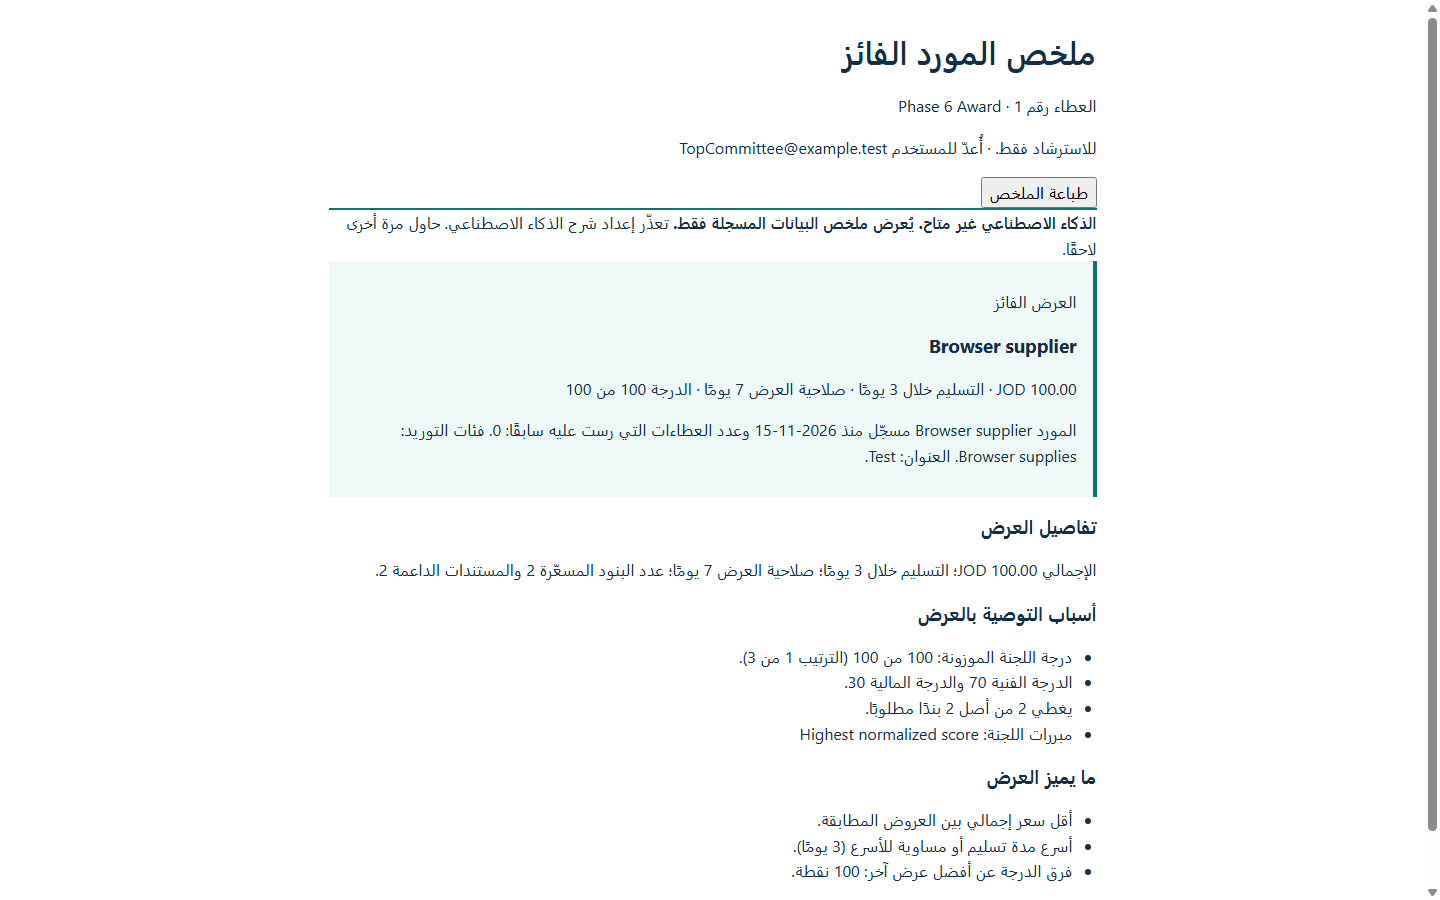 ملخص المورد الفائز
العطاء رقم 1 · Phase 6 Award
للاسترشاد فقط. · أُعدّ للمستخدم TopCommittee@example.test
طباعة الملخص
الذكاء الاصطناعي غير متاح. يُعرض ملخص البيانات المسجلة فقط. تعذّر إعداد شرح الذكاء الاصطناعي. حاول مرة أخرى
لاحقًا.
العرض الفائز
Browser supplier
JOD 100.00 · التسليم خلال 3 يومًا · صلاحية العرض 7 يومًا · الدرجة 100 من 100
المورد Browser supplier مسجّل منذ 2026-11-15 وعدد العطاءات التي رست عليه سابقًا: 0. فئات التوريد:
Browser supplies. العنوان: Test.
تفاصيل العرض
الإجمالي JOD 100.00؛ التسليم خلال 3 يومًا؛ صلاحية العرض 7 يومًا؛ عدد البنود المسعّرة 2 والمستندات الداعمة 2.
أسباب التوصية بالعرض
• درجة اللجنة الموزونة: 100 من 100 (الترتيب 1 من 3).
• الدرجة الفنية 70 والدرجة المالية 30.
• يغطي 2 من أصل 2 بندًا مطلوبًا.
• مبررات اللجنة: Highest normalized score
ما يميز العرض
• أقل سعر إجمالي بين العروض المطابقة.
• أسرع مدة تسليم أو مساوية للأسرع (3 يومًا).
• فرق الدرجة عن أفضل عرض آخر: 100 نقطة.